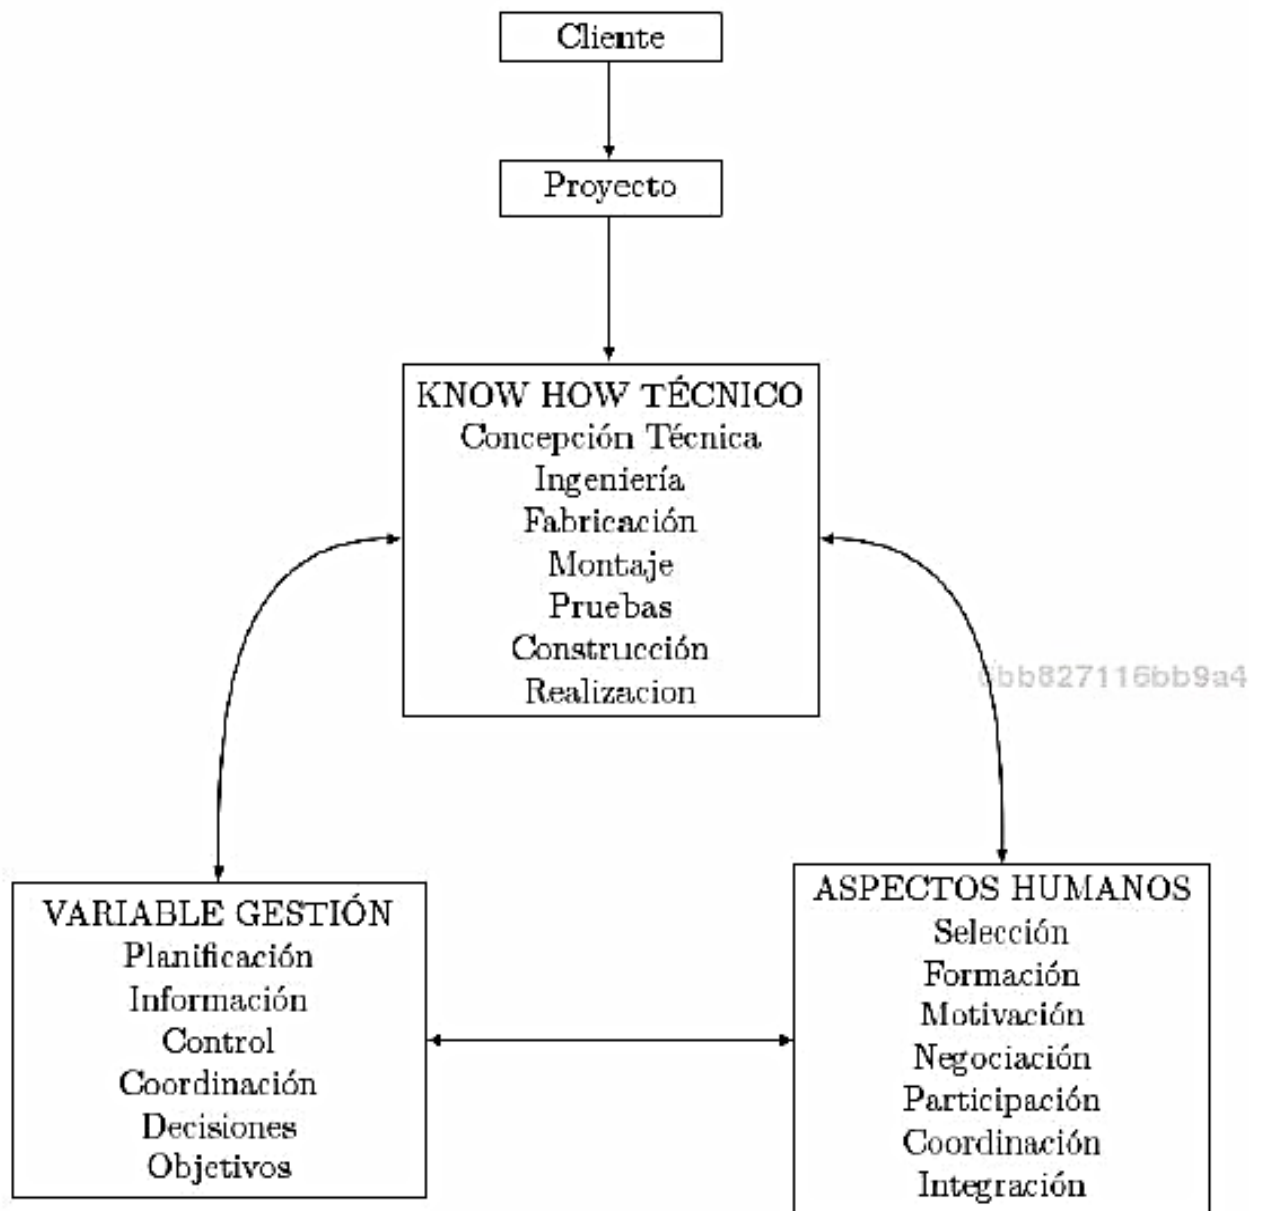 Cliente
Proyecto
KNOW HOW TÉCNICO
Concepción Técnica
Ingeniería
Fabricación
Montaje
Pruebas
Construcción
Realizacion
bb827116bb9a4
VARIABLE GESTIÓN
Planificación
Información
Control
Coordinación
Decisiones
Objetivos
ASPECTOS HUMANOS
Selección
Formación
Motivación
Negociación
Participación
Coordinación
Integración